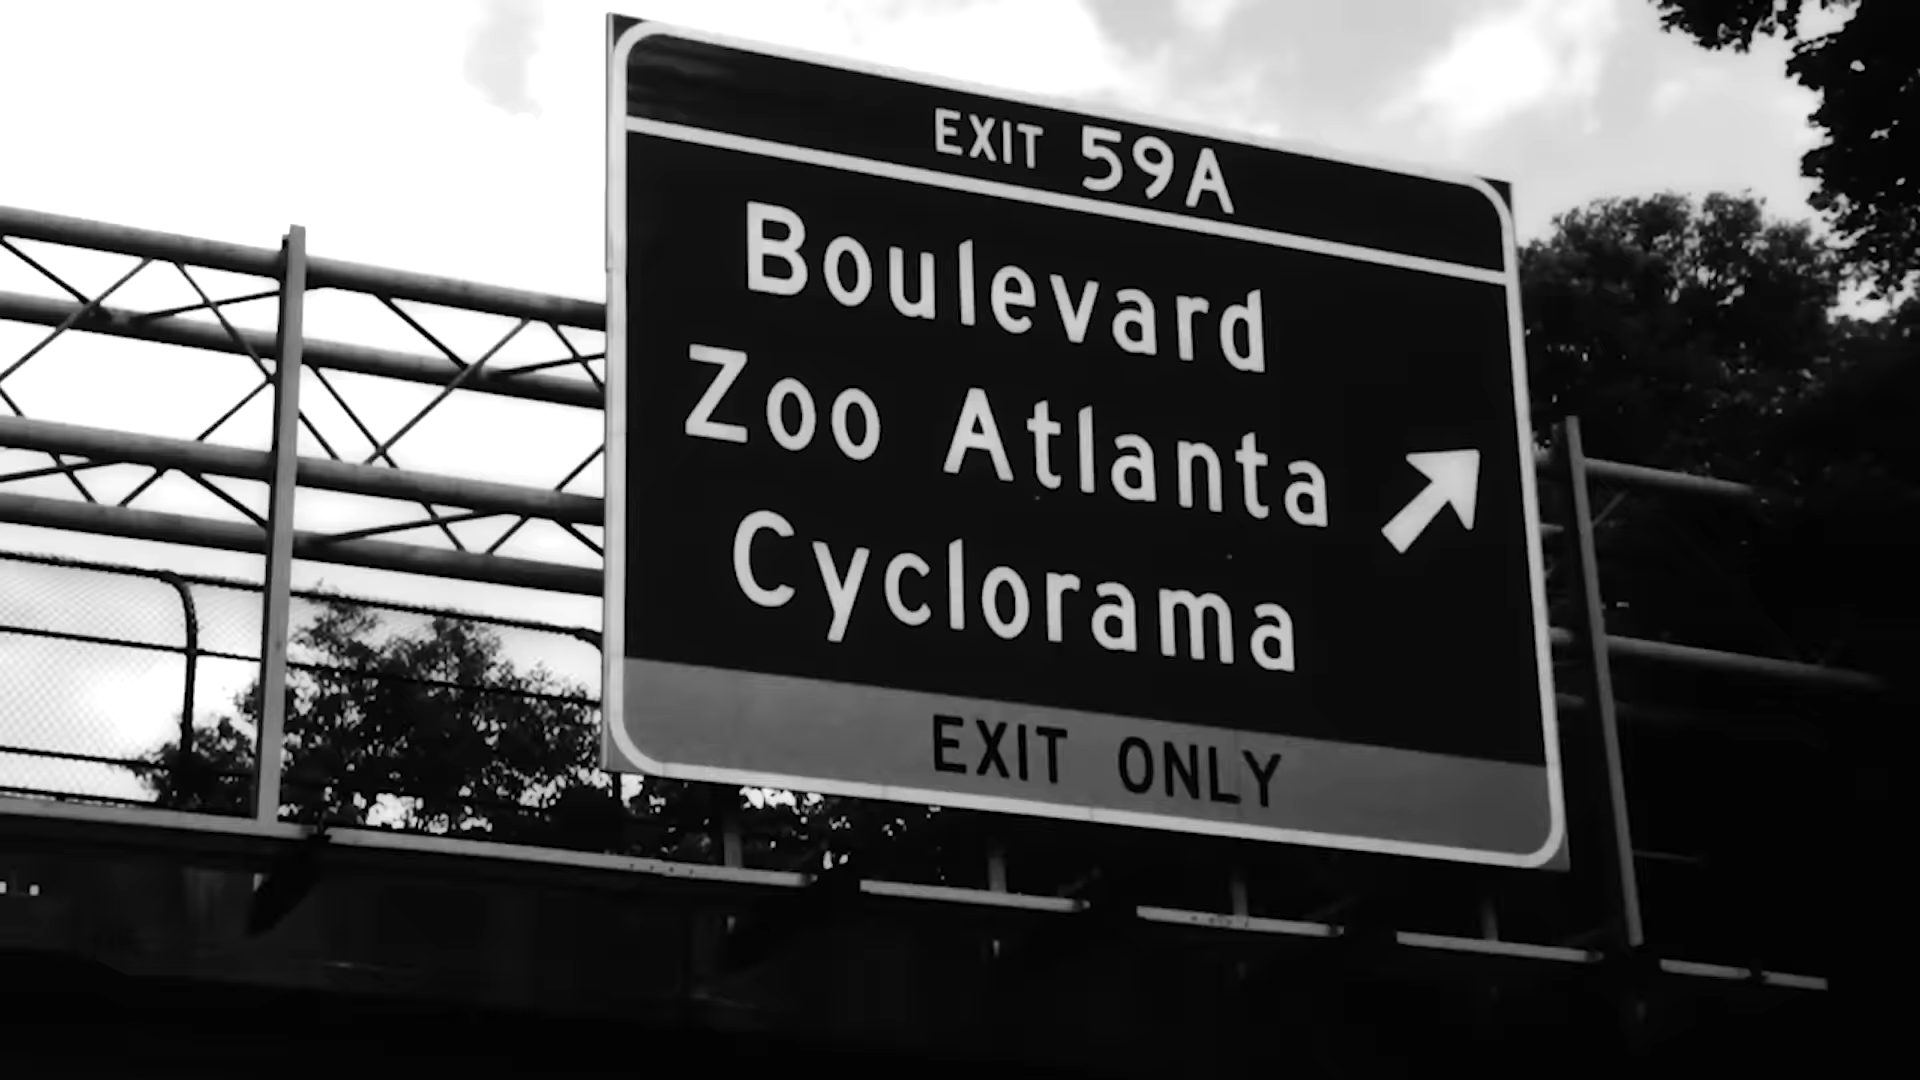 EXIT 59A
Boulevard
Zoo Atlanta
Cyclorama
EXIT ONLY